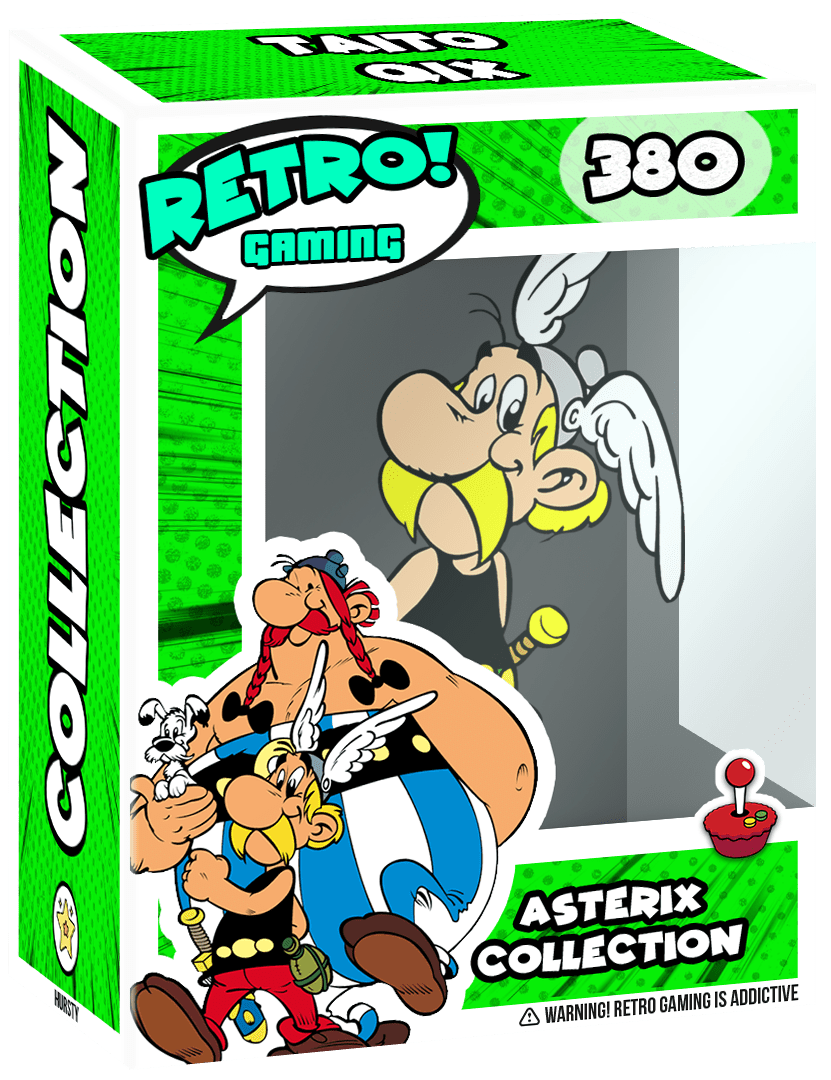 TAITO
QIX
RETRO!
GAMING
380
COLLECTION
HURSTY
ASTERIX
COLLECTION
WARNING! RETRO GAMING IS ADDICTIVE